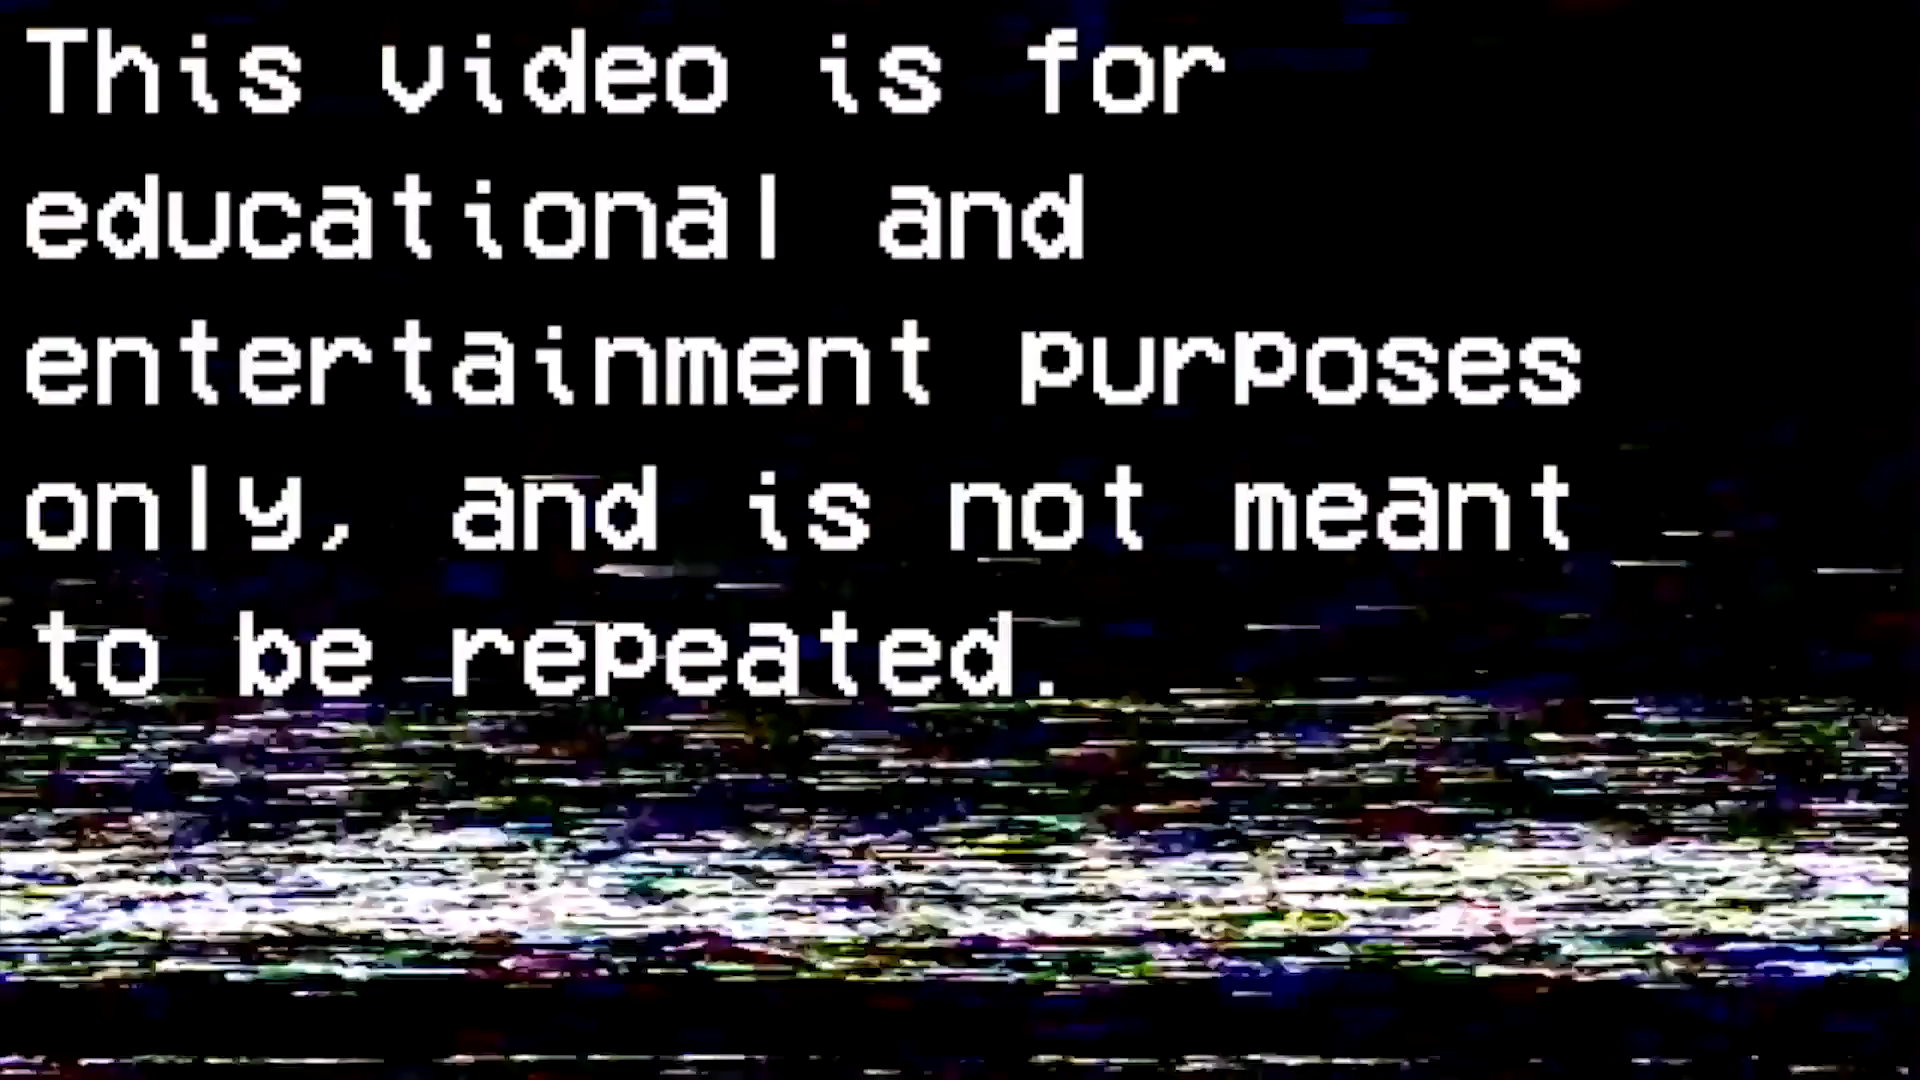 This video is for
educational and
entertainment purposes
only, and is not meant
to be repeated.